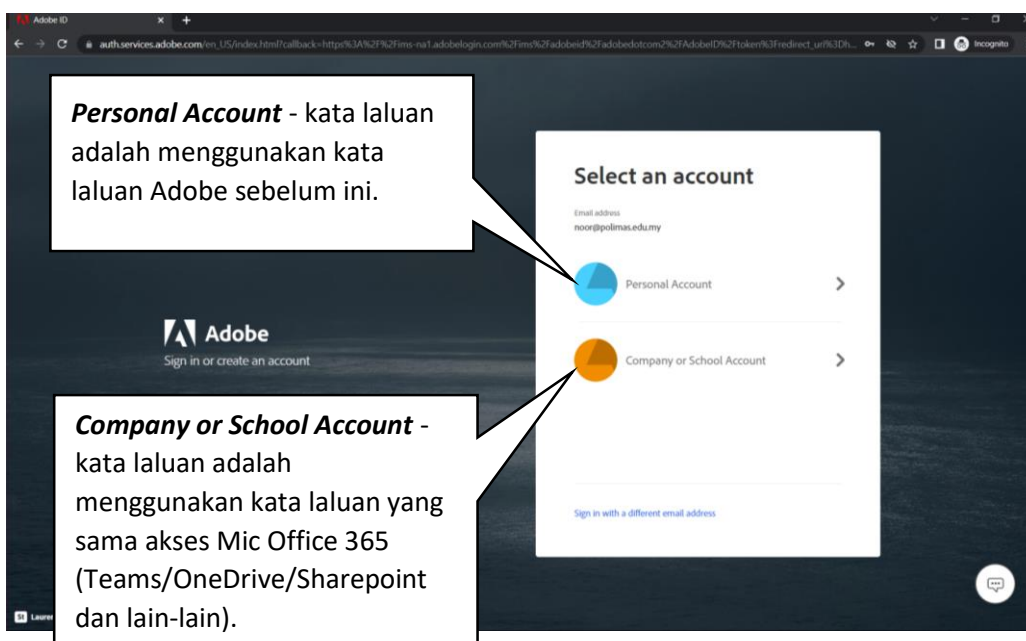 Adobe ID
auth.services.adobe.com/en_US/index.html?callback=https%3A%2F%2Fims-na1.adobelogin.com%2Fims%2Fadobeid%2Fadobedotcom2%2FAdobeID%2Ftoken%3Fredirect_uri%3Dh...
Incognito
Personal Account - kata laluan
adalah menggunakan kata
laluan Adobe sebelum ini.
Select an account
Email address
noor@polimas.edu.my
Personal Account
Adobe
Sign in or create an account
Company or School Account
Company or School Account -
kata laluan adalah
menggunakan kata laluan yang
sama akses Mic Office 365
(Teams/OneDrive/Sharepoint
dan lain-lain).
Sign in with a different email address
St